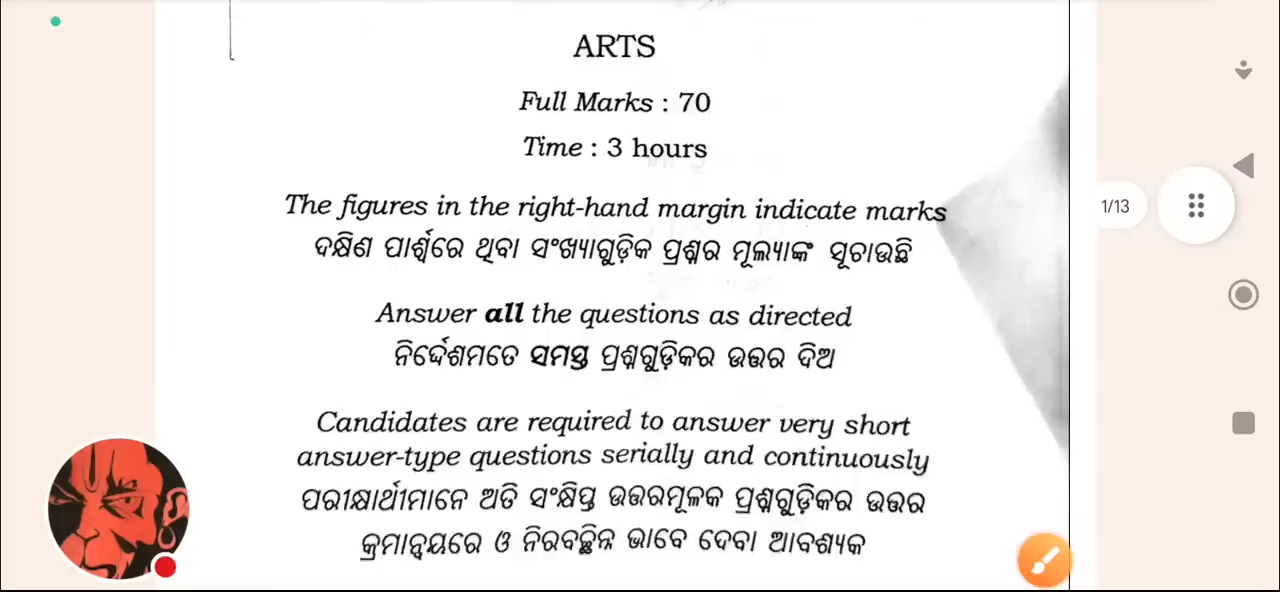 ARTS
Full Marks : 70
Time : 3 hours
The figures in the right-hand margin indicate marks
ଦକ୍ଷିଣ ପାର୍ଶ୍ଵରେ ଥିବା ସଂଖ୍ୟାଗୁଡ଼ିକ ପ୍ରଶ୍ନର ମୂଲ୍ୟାଙ୍କ ସୂଚାଉଛି
1/13
Answer all the questions as directed
ନିର୍ଦ୍ଦେଶମତେ ସମସ୍ତ ପ୍ରଶ୍ନଗୁଡ଼ିକର ଉତ୍ତର ଦିଅ
Candidates are required to answer very short
answer-type questions serially and continuously
ପରୀକ୍ଷାର୍ଥୀମାନେ ଅତି ସଂକ୍ଷିପ୍ତ ଉତ୍ତରମୂଳକ ପ୍ରଶ୍ନଗୁଡ଼ିକର ଉତ୍ତର
କ୍ରମାନ୍ୱୟରେ ଓ ନିରବଚ୍ଛିନ୍ନ ଭାବେ ଦେବା ଆବଶ୍ୟକ